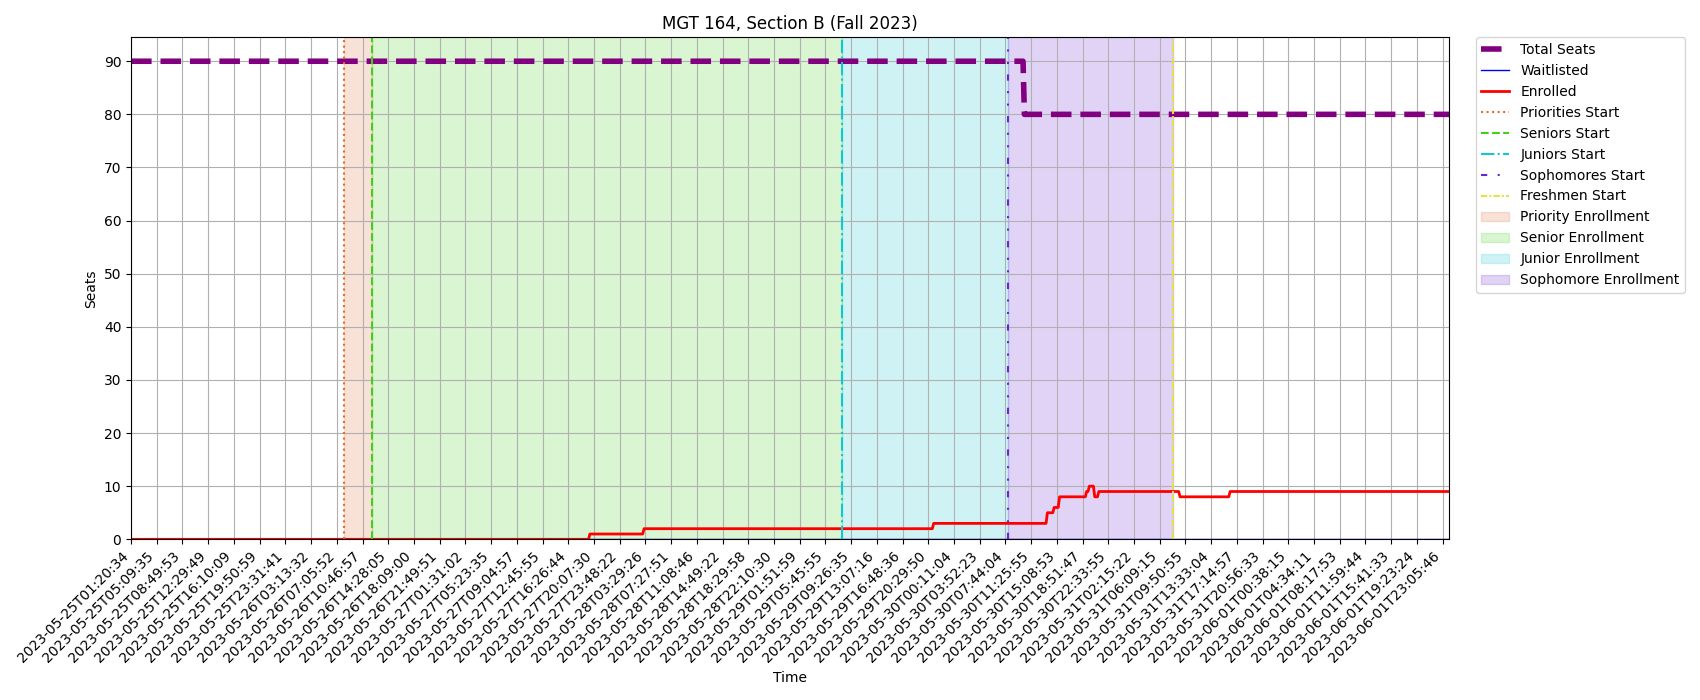 MGT 164, Section B (Fall 2023)
Seats
90
80
70
60
50
40
30
20
10
0
2023-05-25T01:20:34
2023-05-25T05:09:35
2023-05-25T08:49:53
2023-05-25T12:29:49
2023-05-25T16:10:09
2023-05-25T19:50:59
2023-05-25T23:31:41
2023-05-26T03:13:32
2023-05-26T07:05:52
2023-05-26T10:46:57
2023-05-26T14:28:05
2023-05-26T18:09:00
2023-05-26T21:49:51
2023-05-27T01:31:02
2023-05-27T05:23:35
2023-05-27T09:04:57
2023-05-27T12:45:55
2023-05-27T16:26:44
2023-05-27T20:07:30
2023-05-27T23:48:22
2023-05-28T03:29:26
2023-05-28T07:27:51
2023-05-28T11:08:46
2023-05-28T14:49:22
2023-05-28T18:29:58
2023-05-28T22:10:30
2023-05-29T01:51:59
2023-05-29T05:45:55
2023-05-29T09:26:35
2023-05-29T13:07:16
2023-05-29T16:48:36
2023-05-29T20:29:50
2023-05-30T00:11:04
2023-05-30T03:52:23
2023-05-30T07:44:04
2023-05-30T11:25:55
2023-05-30T15:08:53
2023-05-30T18:51:47
2023-05-30T22:33:55
2023-05-31T02:15:22
2023-05-31T06:09:15
2023-05-31T09:50:55
2023-05-31T13:33:04
2023-05-31T17:14:57
2023-05-31T20:56:33
2023-06-01T00:38:15
2023-06-01T04:34:11
2023-06-01T08:17:53
2023-06-01T11:59:44
2023-06-01T15:41:33
2023-06-01T19:23:24
2023-06-01T23:05:46
Time
Total Seats
Waitlisted
Enrolled
Priorities Start
Seniors Start
Juniors Start
Sophomores Start
Freshmen Start
Priority Enrollment
Senior Enrollment
Junior Enrollment
Sophomore Enrollment